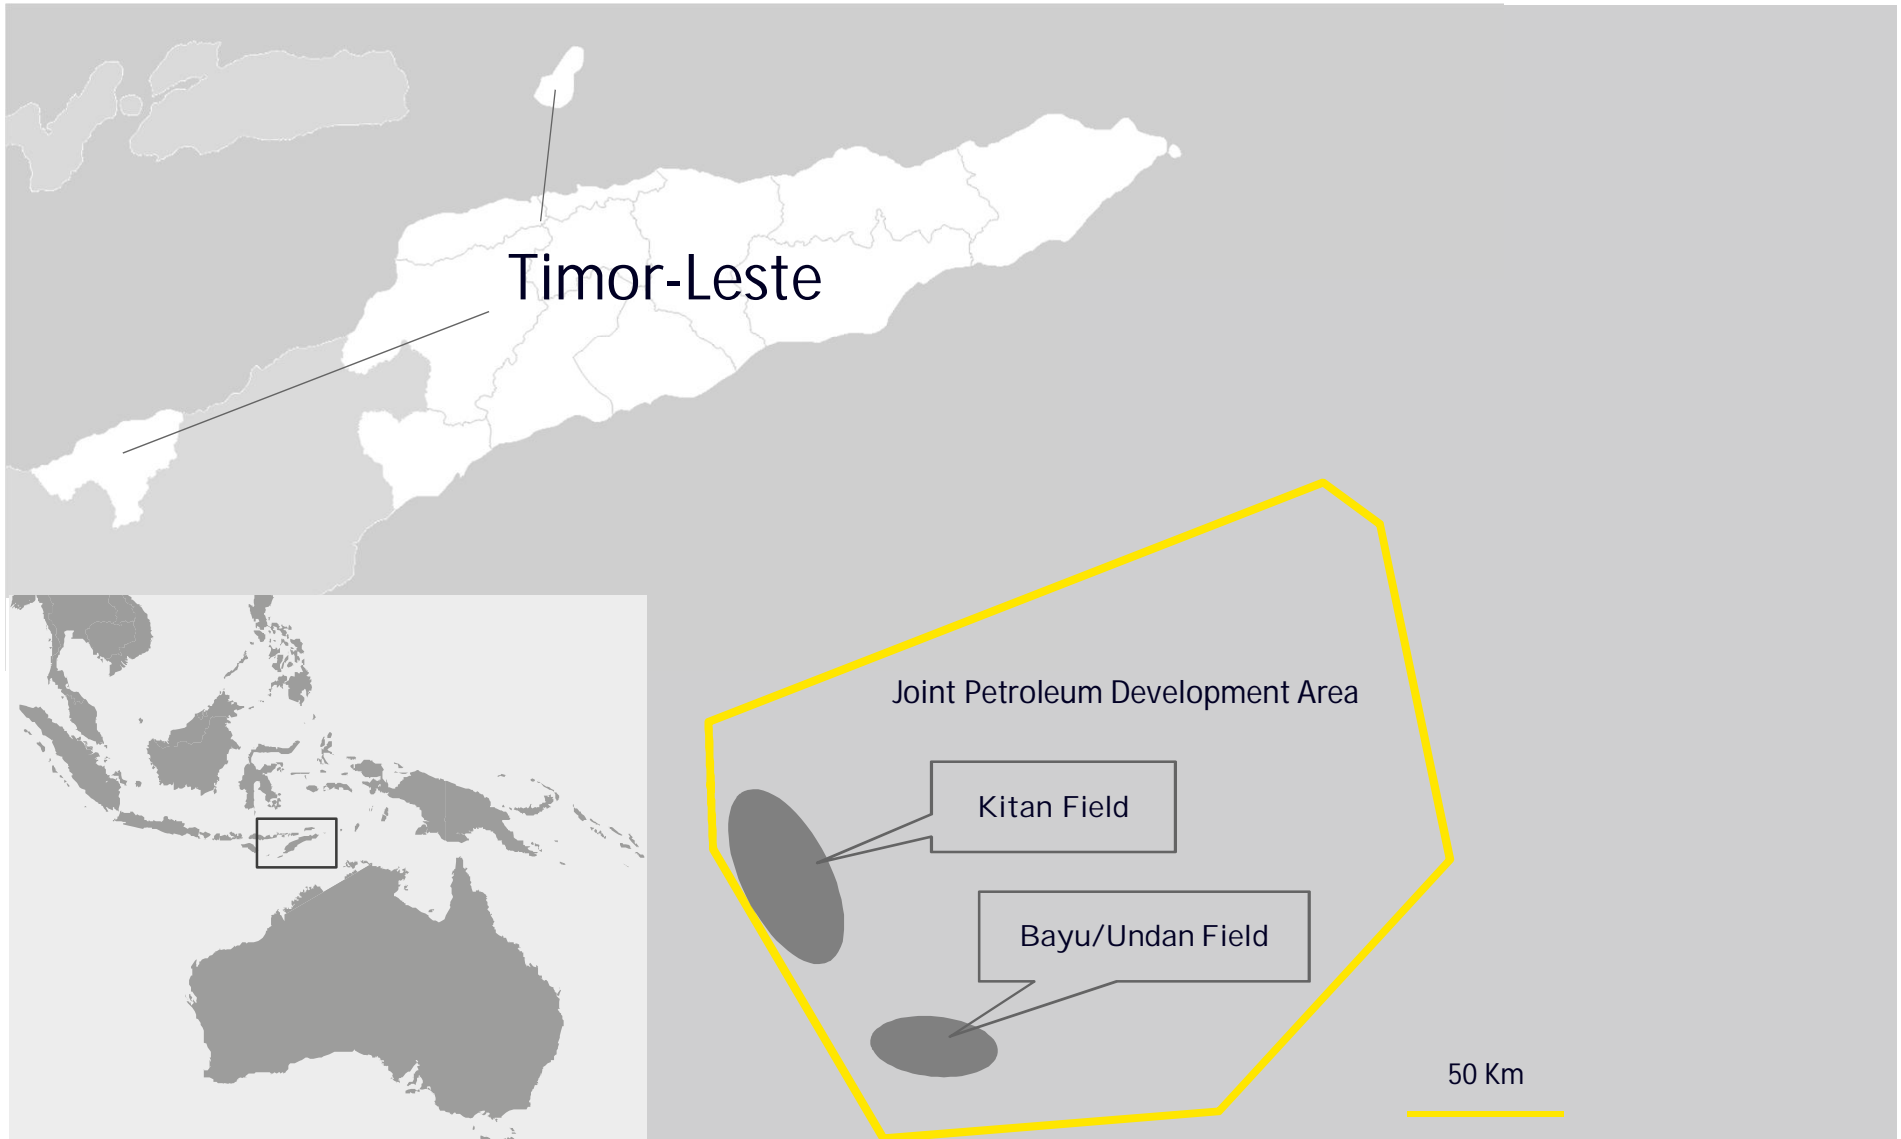 Timor-Leste
Joint Petroleum Development Area
Kitan Field
Bayu/Undan Field
50 Km